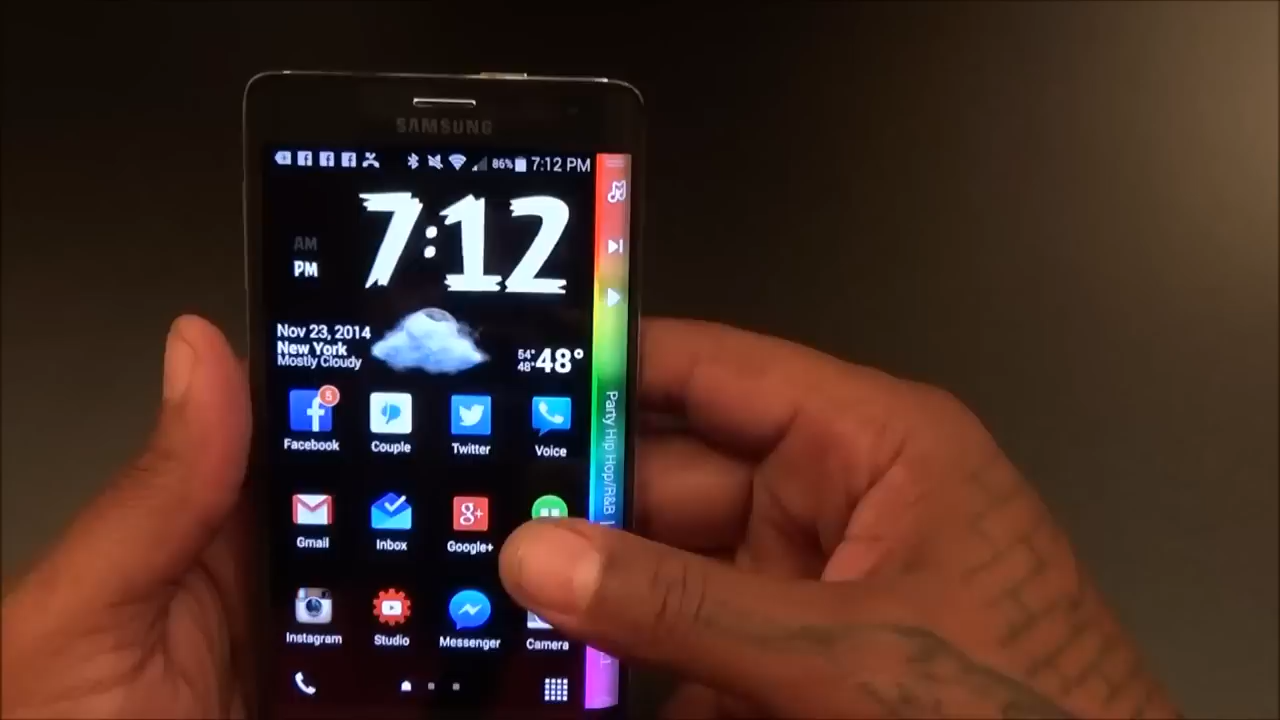 SAMSUNG
86% 7:12 PM
7:12
AM
PM
Nov 23, 2014
New York
Mostly Cloudy
54°
48°
48°
5
Facebook
Couple
Twitter
Voice
Gmail
Inbox
Google+
Instagram
Studio
Messenger
Camera
Party Hip Hop/R&B